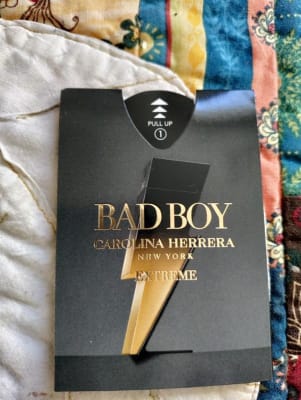 PULL UP
1
BAD BOY
CAROLINA HERRERA
NEW YORK
EXTREME